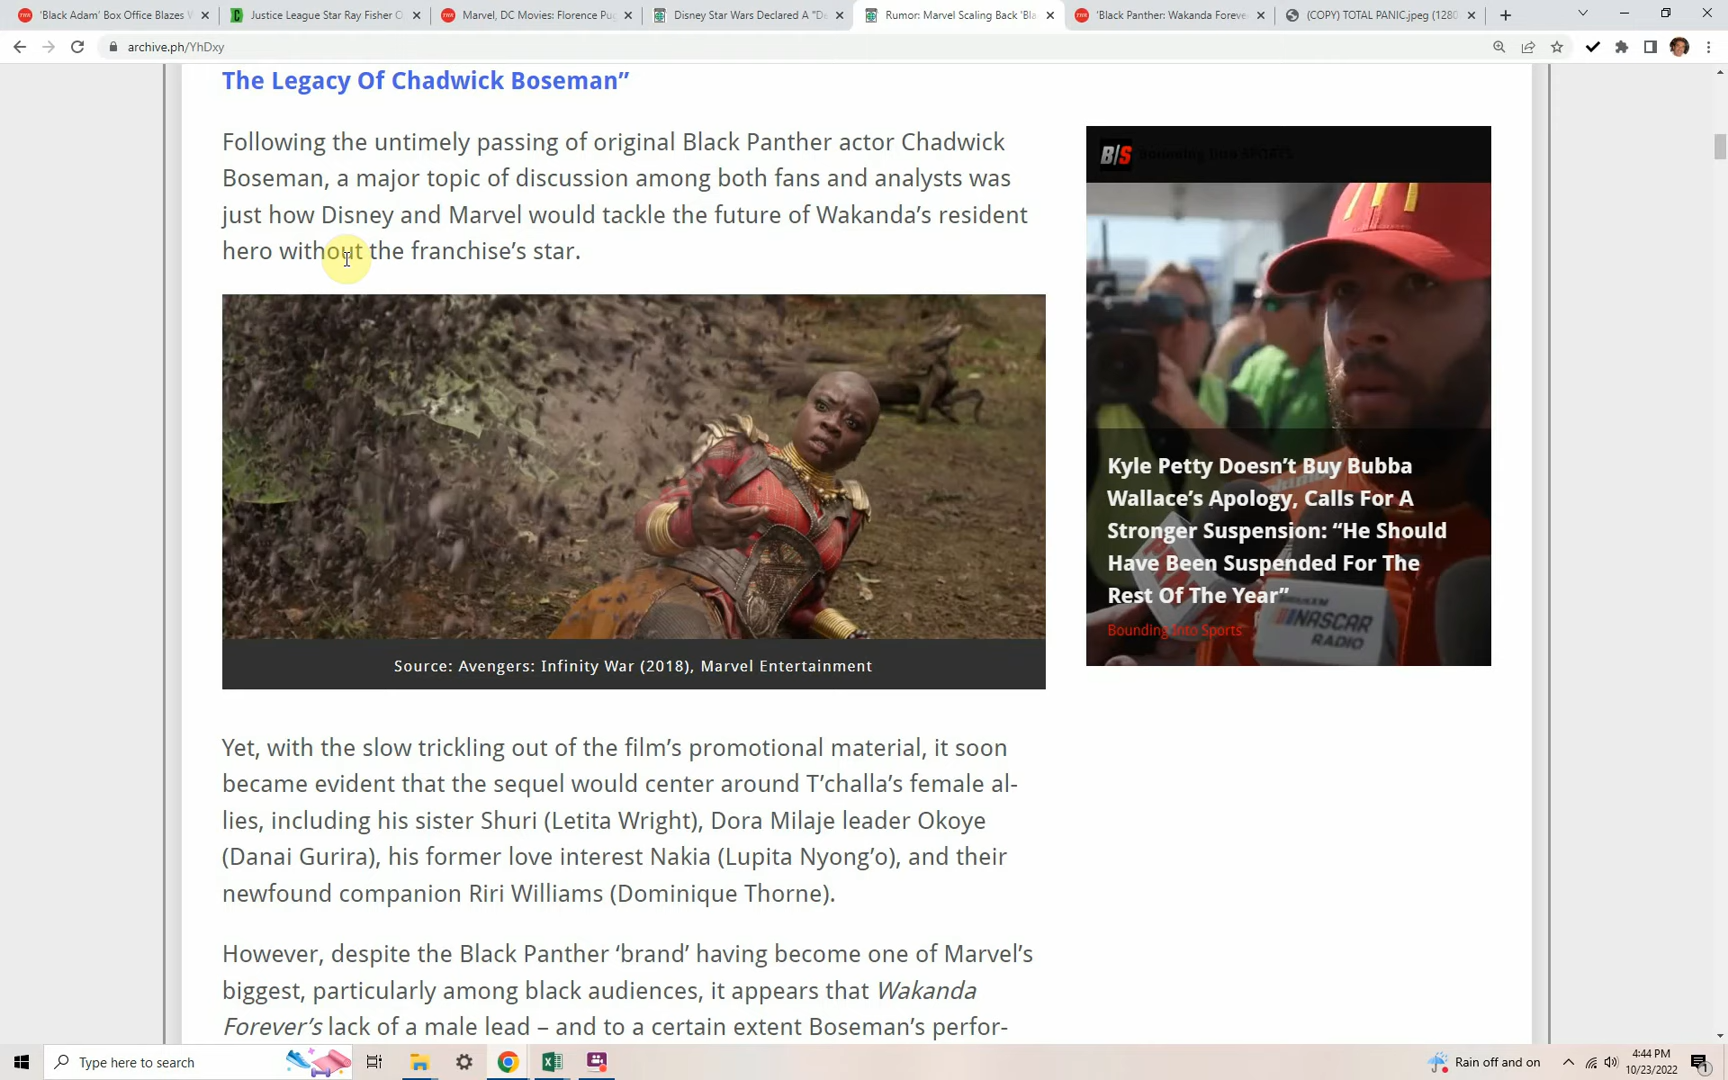 'Black Adam' Box Office Blazes
Justice League Star Ray Fisher
Marvel, DC Movies: Florence Pu
Disney Star Wars Declared A "D
Rumor: Marvel Scaling Back 'Bla
'Black Panther: Wakanda Foreve
(COPY) TOTAL PANIC.jpeg (1280
archive.ph/YhDxy
The Legacy Of Chadwick Boseman”
Following the untimely passing of original Black Panther actor Chadwick
Boseman, a major topic of discussion among both fans and analysts was
just how Disney and Marvel would tackle the future of Wakanda’s resident
hero without the franchise’s star.
Source: Avengers: Infinity War (2018), Marvel Entertainment
Yet, with the slow trickling out of the film’s promotional material, it soon
became evident that the sequel would center around T’challa’s female al-
lies, including his sister Shuri (Letita Wright), Dora Milaje leader Okoye
(Danai Gurira), his former love interest Nakia (Lupita Nyong’o), and their
newfound companion Riri Williams (Dominique Thorne).
However, despite the Black Panther ‘brand’ having become one of Marvel’s
biggest, particularly among black audiences, it appears that Wakanda
Forever’s lack of a male lead – and to a certain extent Boseman’s perfor-
B/S Bounding Into SPORTS
Kyle Petty Doesn’t Buy Bubba
Wallace’s Apology, Calls For A
Stronger Suspension: “He Should
Have Been Suspended For The
Rest Of The Year”
Bounding Into Sports
SIRIUSXM
NASCAR
RADIO
Type here to search
Rain off and on
4:44 PM
10/23/2022
1